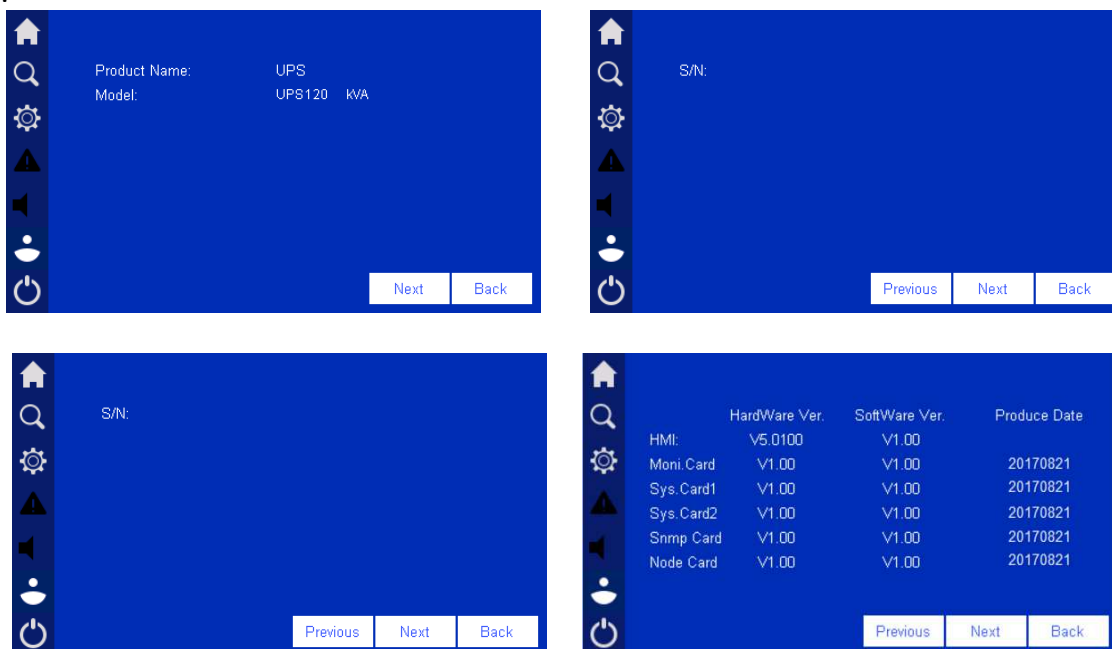 Product Name: UPS
Model: UPS120 kVA
Next Back
S/N:
Previous Next Back
S/N:
Previous Next Back
HardWare Ver. SoftWare Ver. Produce Date
HMI: V5.0100 V1.00
Moni.Card V1.00 V1.00 20170821
Sys.Card1 V1.00 V1.00 20170821
Sys.Card2 V1.00 V1.00 20170821
Snmp Card V1.00 V1.00 20170821
Node Card V1.00 V1.00 20170821
Previous Next Back